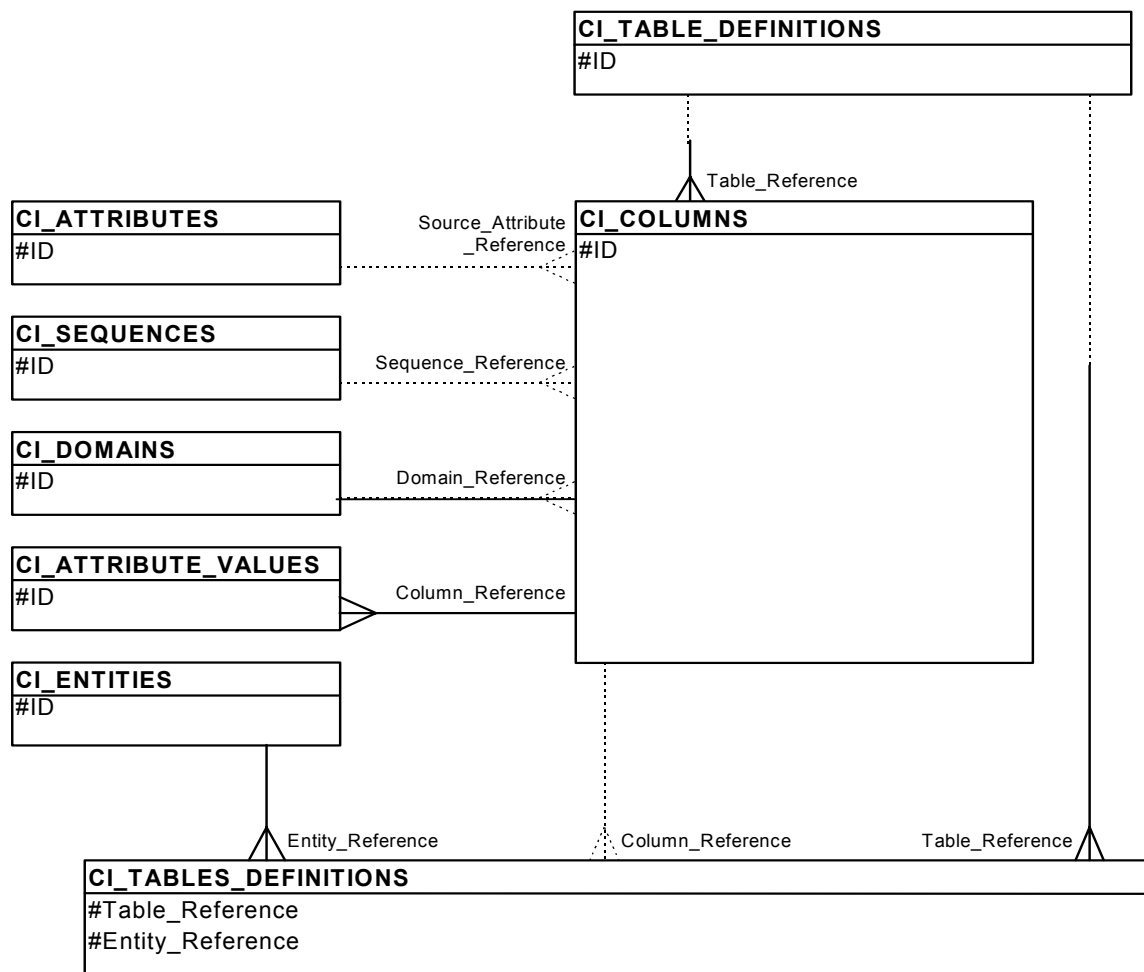 CI_TABLE_DEFINITIONS
#ID
Table_Reference
CI_ATTRIBUTES
#ID
Source_Attribute
_Reference
CI_COLUMNS
#ID
CI_SEQUENCES
#ID
Sequence_Reference
CI_DOMAINS
#ID
Domain_Reference
CI_ATTRIBUTE_VALUES
#ID
Column_Reference
CI_ENTITIES
#ID
Entity_Reference
Column_Reference
Table_Reference
CI_TABLES_DEFINITIONS
#Table_Reference
#Entity_Reference